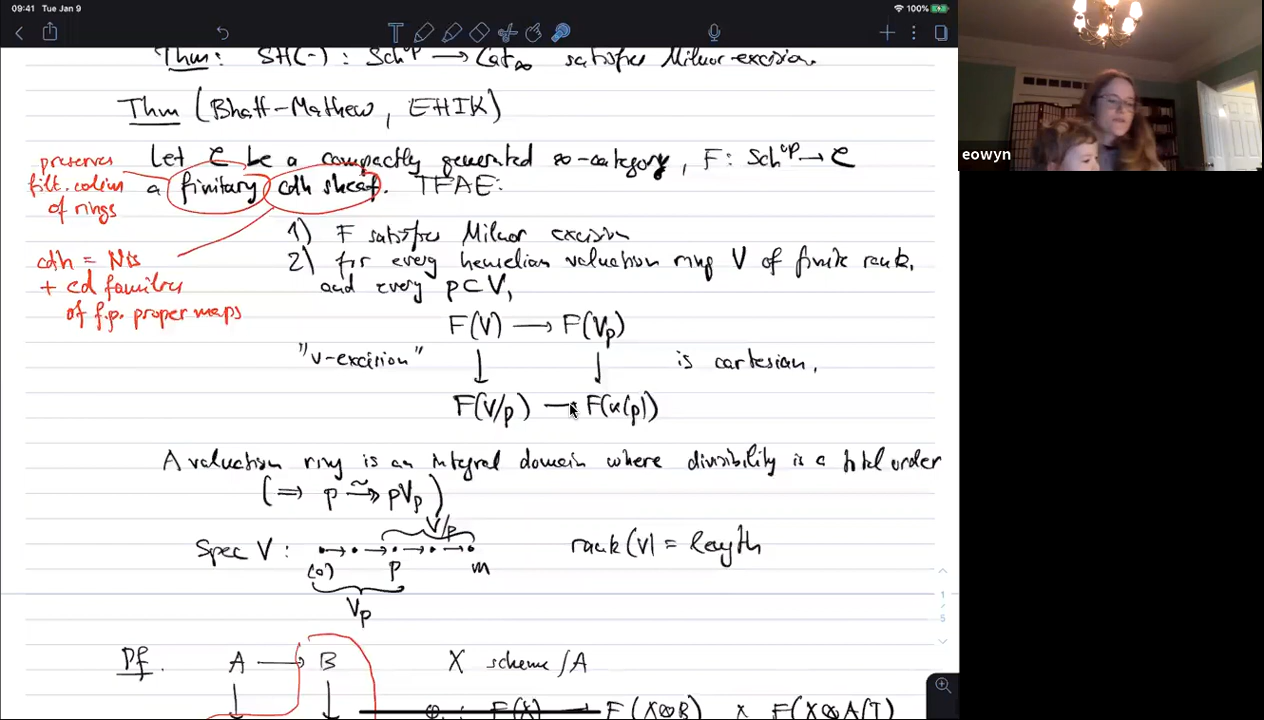 09:41 Tue Jan 9
100%
Thm: SH(-): Sch^op → Cat_∞ satisfies Milnor excision.
Thm (Bhatt-Mathew, EHIK)
Let C be a compactly generated ∞-category, F: Sch^op → C
a finitary cdh sheaf. TFAE:
preserves
filt. colim
of rings
cdh = Nis
+ cd families
of f.p. proper maps
1) F satisfies Milnor excision
2) for every henselian valuation ring V of finite rank,
and every p ⊂ V,
F(V) → F(V_p)
"v-excision" ↓ ↓ is cartesian.
F(V/p) → F(κ(p))
A valuation ring is an integral domain where divisibility is a total order
(⇒ p ⥲ pV_p)
V/p
Spec V: • → • → • → • → • rank(V) = length
(0) p m
V_p
Pf. A → B X scheme /A
↓ ↓ F(X) → F(X⊗B) × F(X⊗A/I)
eowyn
1
5